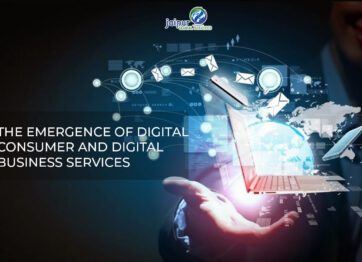 jaipur
THE EMERGENCE OF DIGITAL
CONSUMER AND DIGITAL
BUSINESS SERVICES